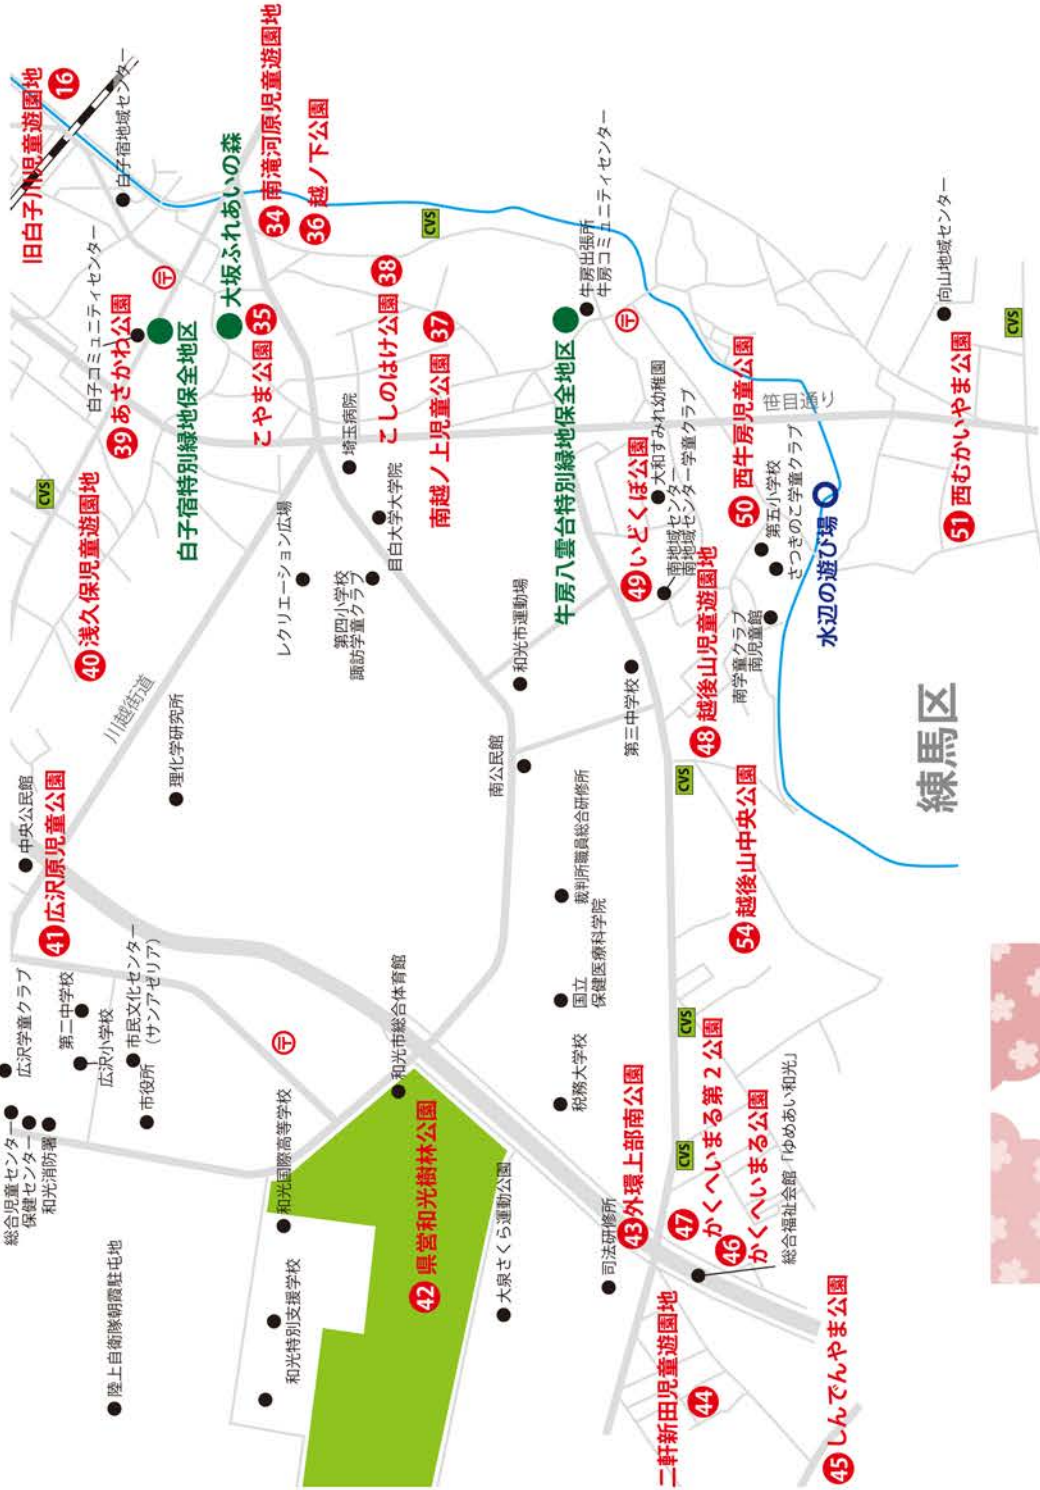 旧白子川児童遊園地
16
白子宿地域センター
白子コミュニティセンター
39 あさかわ公園
白子宿特別緑地保全地区
大坂ふれあいの森
34 南滝河原児童遊園地
36 越ノ下公園
こやま公園 35
こしのはけ公園 38
南越ノ上児童公園 37
CVS
牛房出張所
牛房コミュニティセンター
牛房八雲台特別緑地保全地区
向山地域センター
CVS
51 西むかいやま公園
笹目通り
50 西牛房児童公園
大和すみれ幼稚園
49 いどくぼ公園
南地域センター
南地域センター学童クラブ
第五小学校
さつきのこ学童クラブ
水辺の遊び場
南学童クラブ
南児童館
48 越後山児童遊園地
第三中学校
CVS
54 越後山中央公園
練馬区
埼玉病院
目白大学大学院
レクリエーション広場
第四小学校
諏訪学童クラブ
和光市運動場
南公民館
CVS
40 浅久保児童遊園地
川越街道
理化学研究所
中央公民館
41 広沢原児童公園
広沢学童クラブ
第二中学校
広沢小学校
市民文化センター
(サンアゼリア)
市役所
総合児童センター
保健センター
和光消防署
陸上自衛隊朝霞駐屯地
和光国際高等学校
和光特別支援学校
和光市総合体育館
42 県営和光樹林公園
大泉さくら運動公園
裁判所職員総合研修所
国立
保健医療科学院
税務大学校
司法研修所
CVS
CVS
43 外環上部南公園
47 かくへいまる第2公園
46 かくへいまる公園
総合福祉会館「ゆめあい和光」
二軒新田児童遊園地
44
45 しんでんやま公園